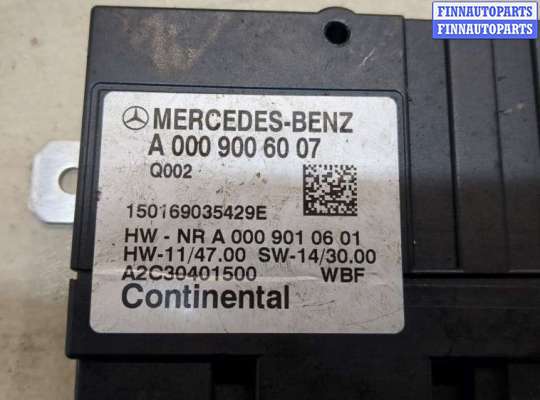 FINNAUTOPARTS
FINNAUTOPARTS
MERCEDES-BENZ
A 000 900 60 07
Q002
150169035429E
HW - NR A 000 901 06 01
HW-11/47.00 SW-14/30.00
A2C30401500 WBF
Continental